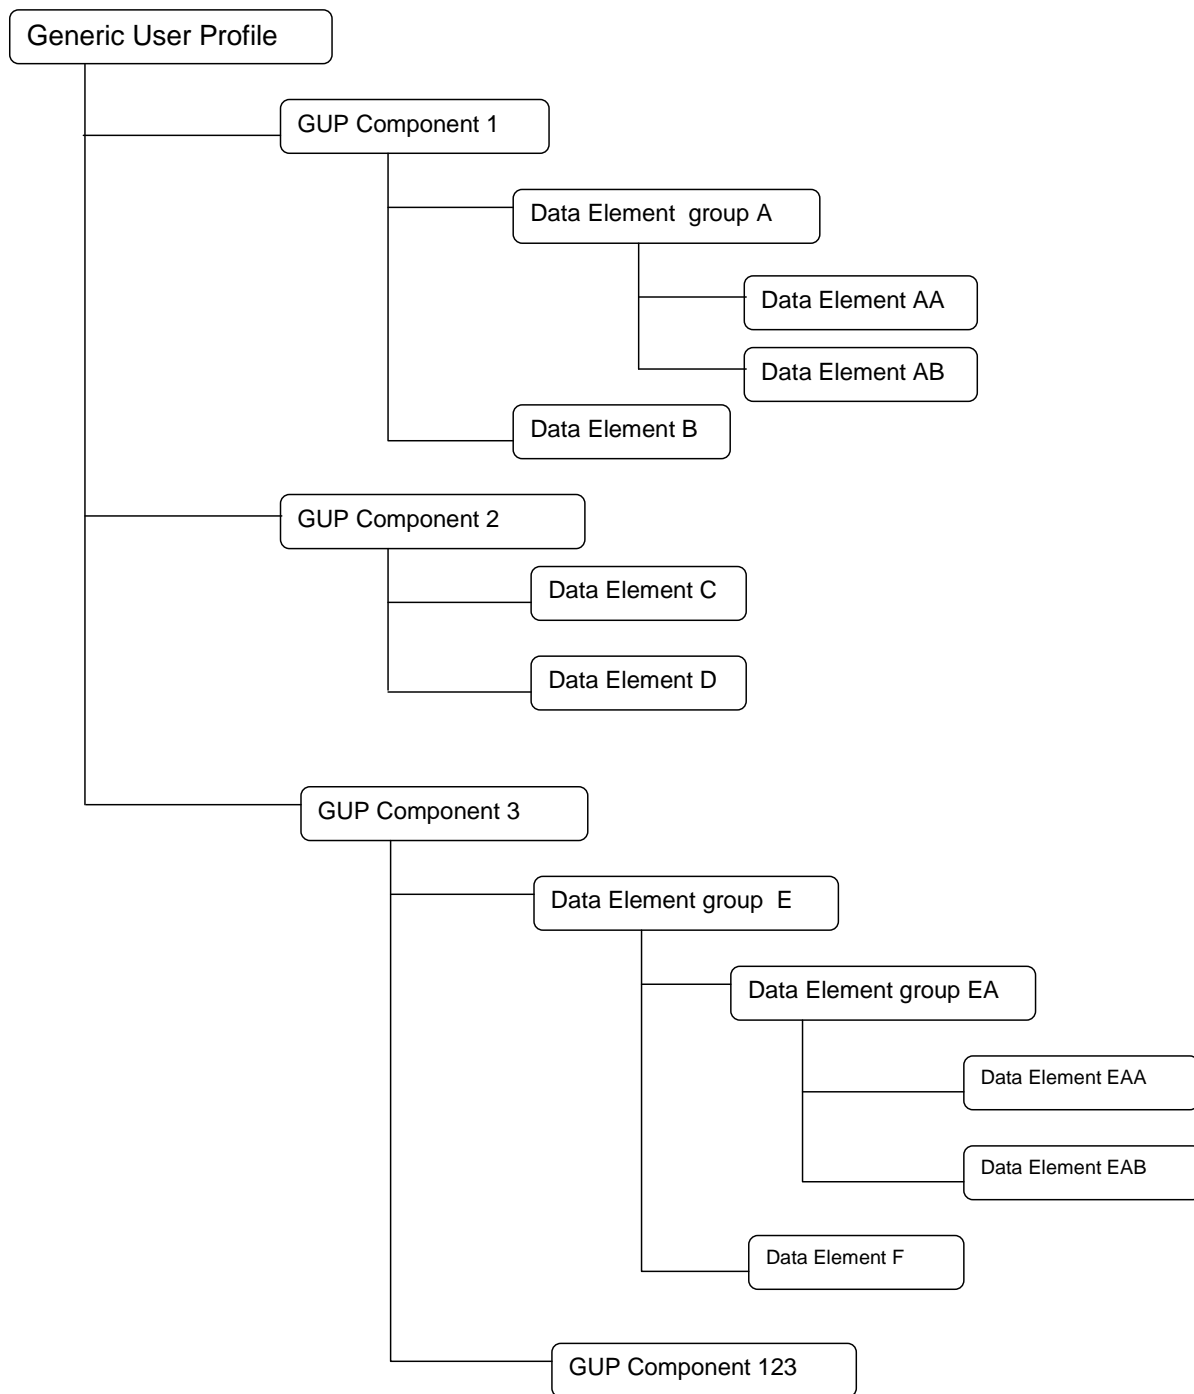 Generic User Profile
GUP Component 1
Data Element group A
Data Element AA
Data Element AB
Data Element B
GUP Component 2
Data Element C
Data Element D
GUP Component 3
Data Element group E
Data Element group EA
Data Element EAA
Data Element EAB
Data Element F
GUP Component 123